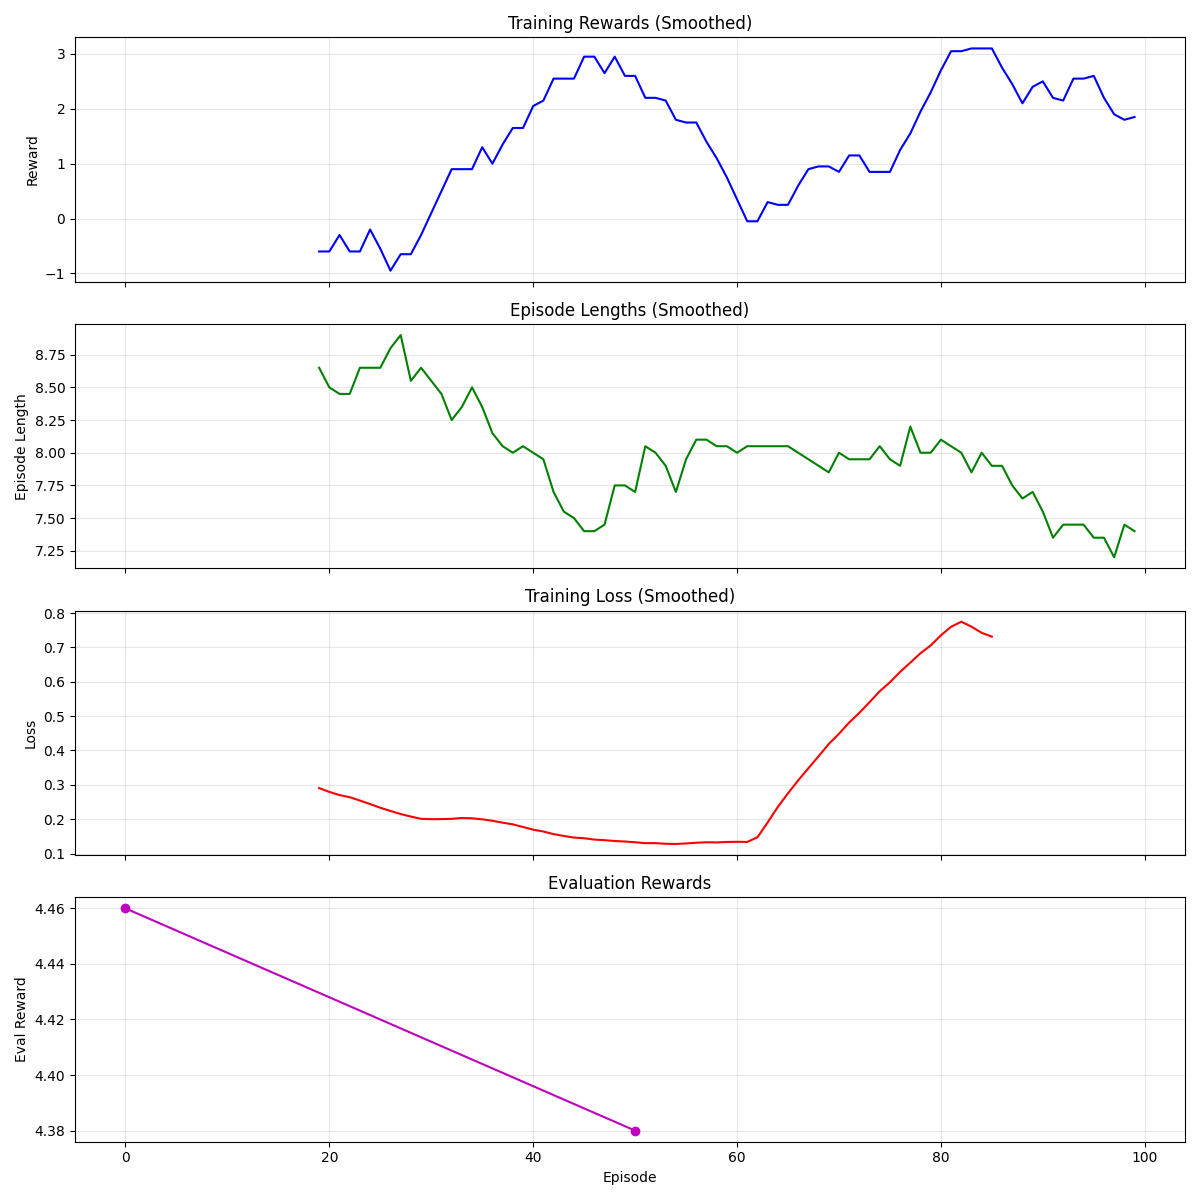 Training Rewards (Smoothed)
3
2
1
0
−1
Reward
Episode Lengths (Smoothed)
8.75
8.50
8.25
8.00
7.75
7.50
7.25
Episode Length
Training Loss (Smoothed)
0.8
0.7
0.6
0.5
0.4
0.3
0.2
0.1
Loss
Evaluation Rewards
4.46
4.44
4.42
4.40
4.38
Eval Reward
0 20 40 60 80 100
Episode